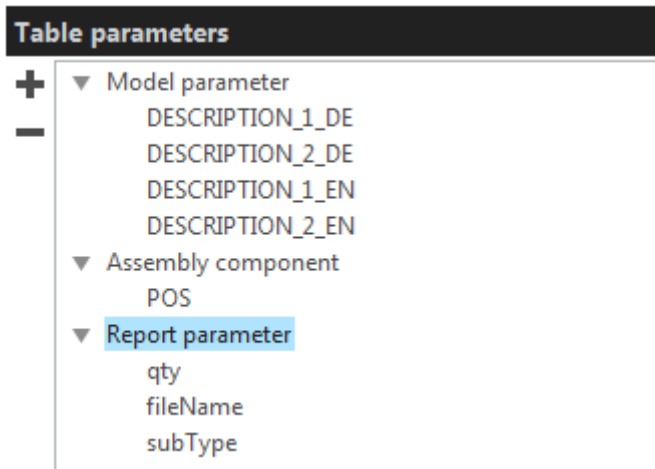 Table parameters
Model parameter
DESCRIPTION_1_DE
DESCRIPTION_2_DE
DESCRIPTION_1_EN
DESCRIPTION_2_EN
Assembly component
POS
Report parameter
qty
fileName
subType